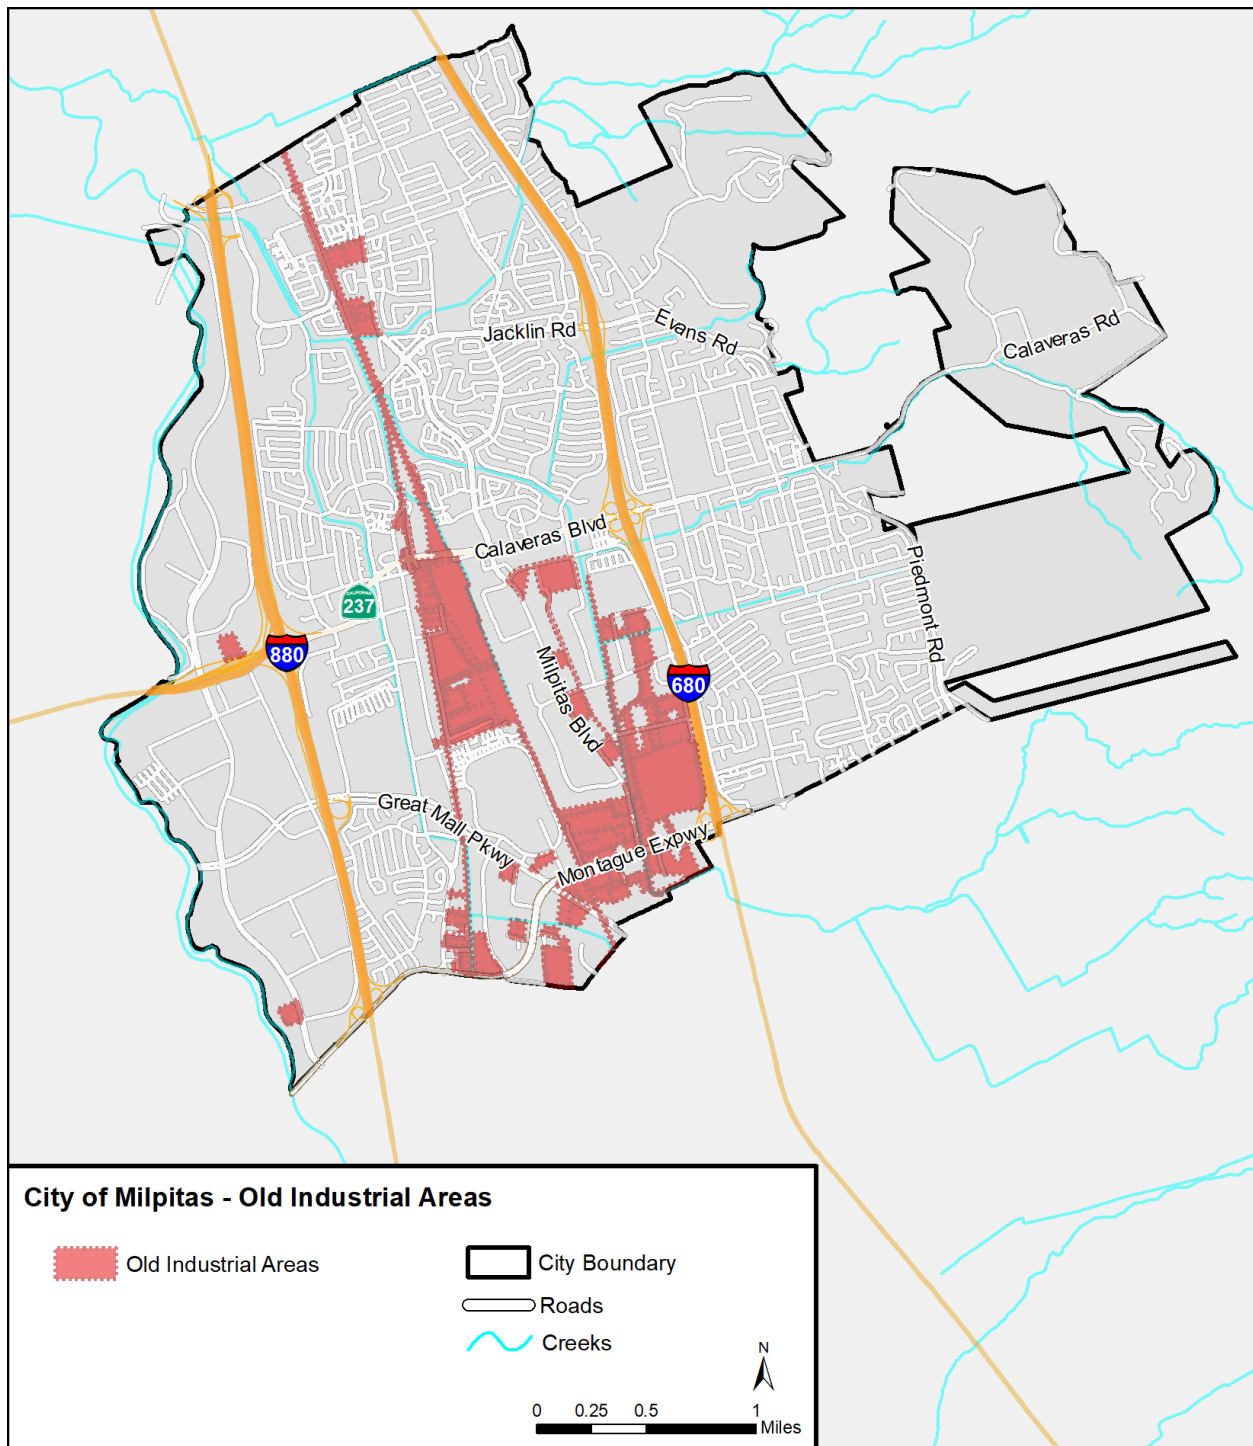 Jacklin Rd
Evans Rd
Calaveras Rd
Calaveras Blvd
CALIFORNIA
237
880
Piedmont Rd
Milpitas Blvd
680
Great Mall Pkwy
Montague Expwy
City of Milpitas - Old Industrial Areas
Old Industrial Areas
City Boundary
Roads
Creeks
N
0 0.25 0.5 1
Miles